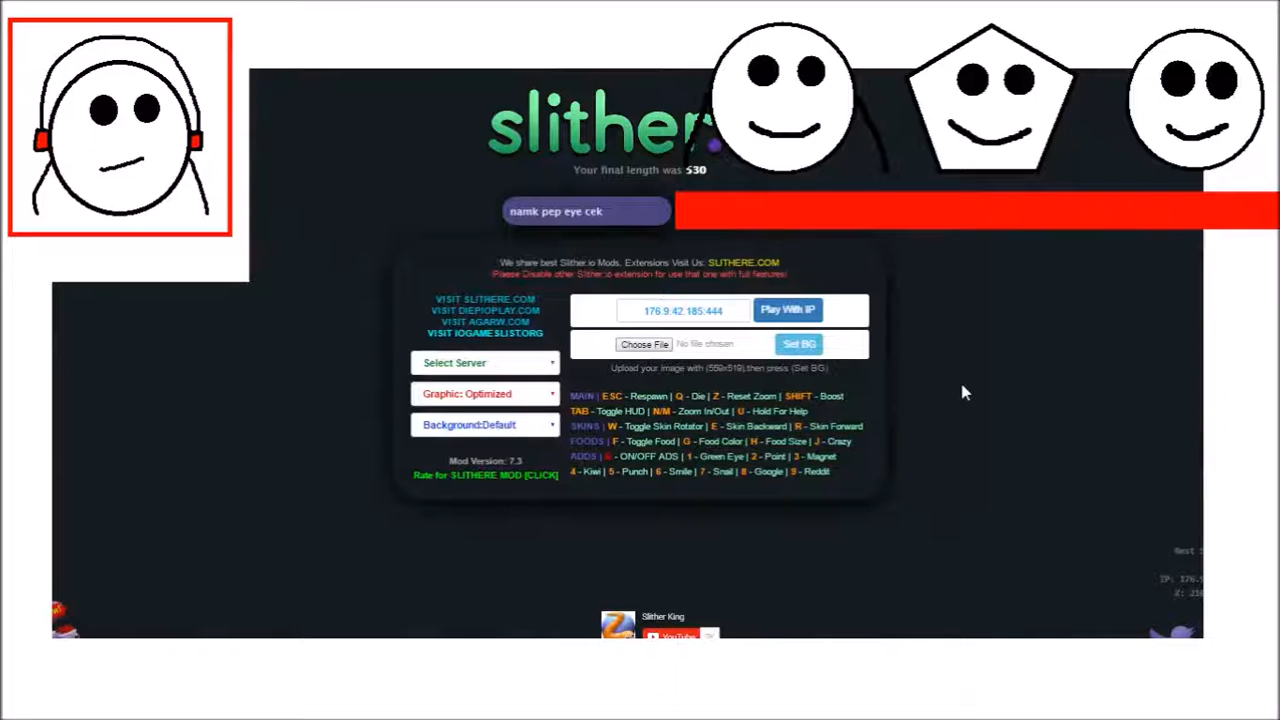 slither
Your final length was 530
namk pep eye cek
We share best Slither.io Mods. Extensions Visit Us: SLITHERE.COM
Please Disable other Slither.io extension for use that one with full features!
VISIT SLITHERE.COM
VISIT DIEPIOPLAY.COM
VISIT AGARW.COM
VISIT IOGAMESLIST.ORG
Select Server
Graphic: Optimized
Background:Default
Mod Version: 7.3
Rate for SLITHERE MOD [CLICK]
176.9.42.185:444 Play With IP
Choose File No file chosen Set BG
Upload your image with (559x519),then press (Set BG)
MAIN | ESC - Respawn | Q - Die | Z - Reset Zoom | SHIFT - Boost
TAB - Toggle HUD | N/M - Zoom In/Out | U - Hold For Help
SKINS | W - Toggle Skin Rotator | E - Skin Backward | R - Skin Forward
FOODS | F - Toggle Food | G - Food Color | H - Food Size | J - Crazy
ADDS - ON/OFF ADS | 1 - Green Eye | 2 - Point | 3 - Magnet
4 - Kiwi | 5 - Punch | 6 - Smile | 7 - Snail | 8 - Google | 9 - Reddit
IP: 176.9
X: 216
Slither King
YouTube